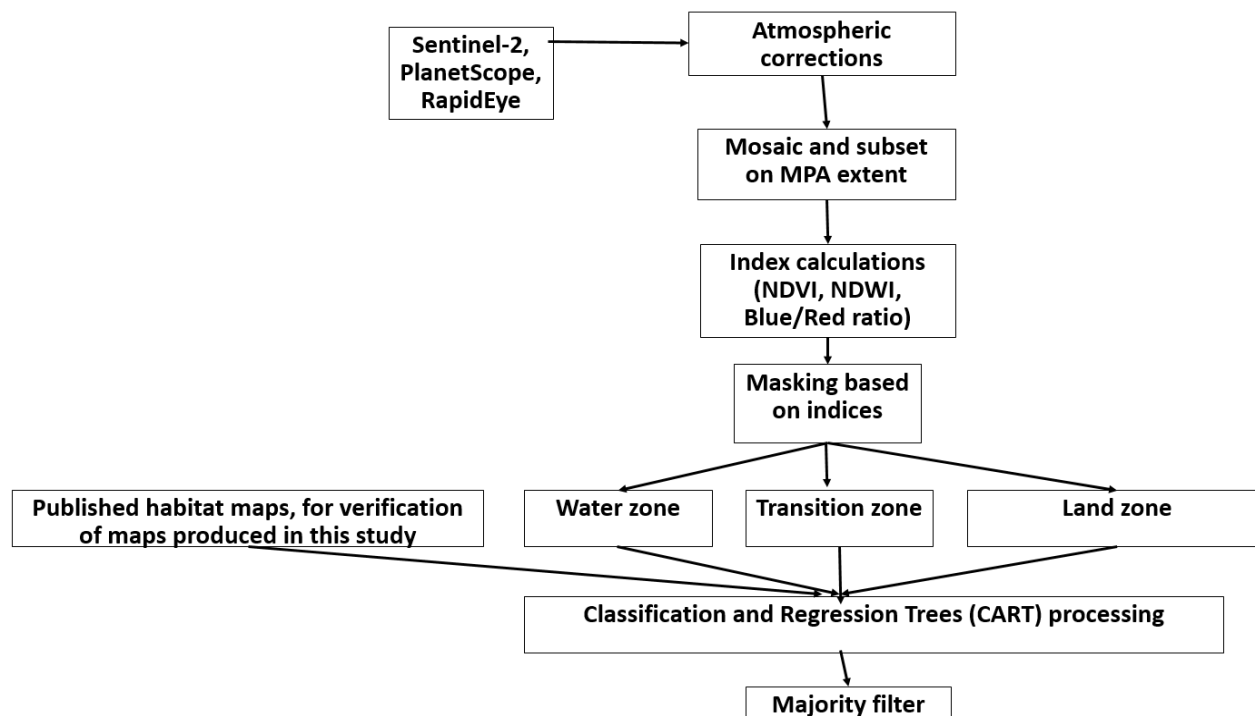 Sentinel-2,
PlanetScope,
RapidEye
Atmospheric
corrections
Mosaic and subset
on MPA extent
Index calculations
(NDVI, NDWI,
Blue/Red ratio)
Masking based
on indices
Published habitat maps, for verification
of maps produced in this study
Water zone
Transition zone
Land zone
Classification and Regression Trees (CART) processing
Majority filter